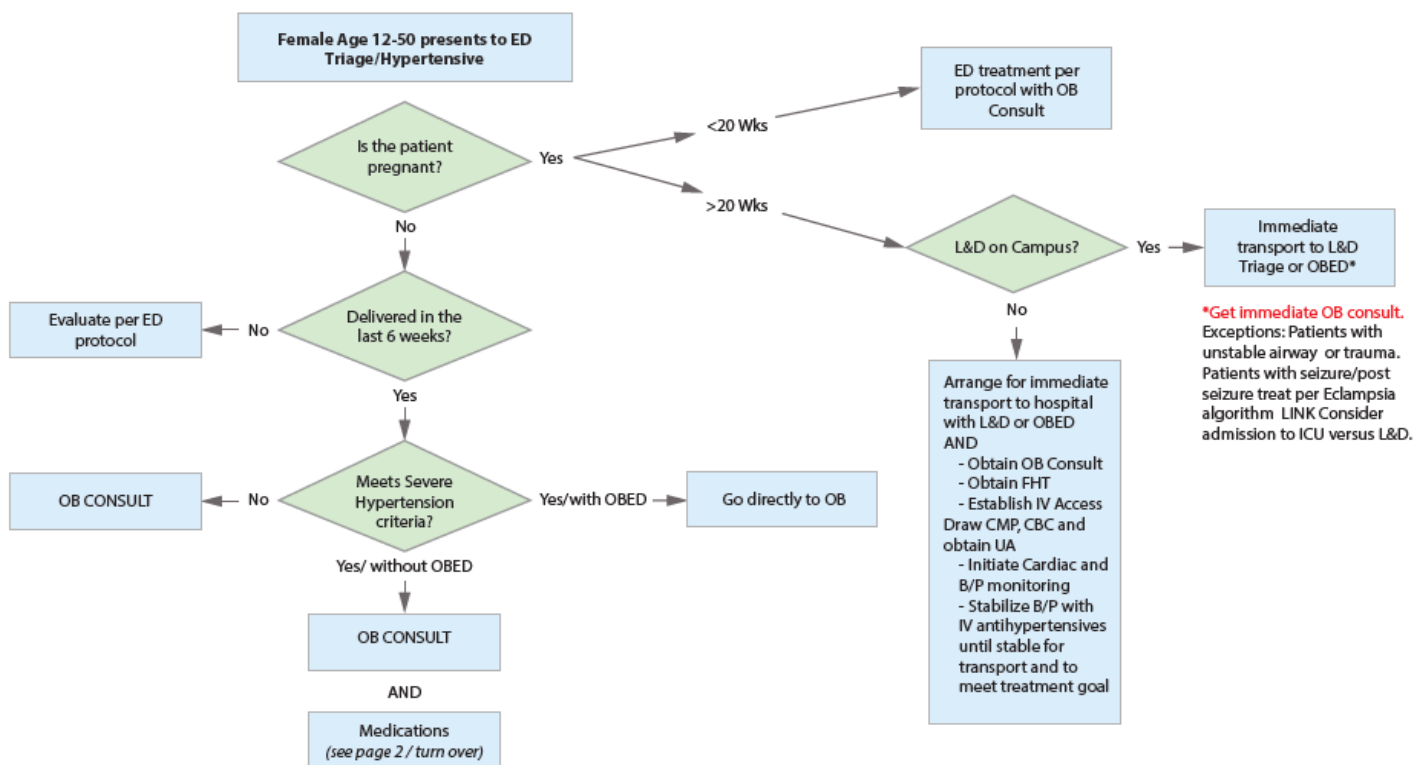 Female Age 12-50 presents to ED
Triage/Hypertensive
ED treatment per
protocol with OB
Consult
<20 Wks
Is the patient
pregnant?
Yes
>20 Wks
No
L&D on Campus?
Yes
Immediate
transport to L&D
Triage or OBED*
No
*Get immediate OB consult.
Exceptions: Patients with
unstable airway or trauma.
Patients with seizure/post
seizure treat per Eclampsia
algorithm LINK Consider
admission to ICU versus L&D.
Evaluate per ED
protocol
No
Delivered in the
last 6 weeks?
Yes
Arrange for immediate
transport to hospital
with L&D or OBED
AND
- Obtain OB Consult
- Obtain FHT
- Establish IV Access
Draw CMP, CBC and
obtain UA
- Initiate Cardiac and
B/P monitoring
- Stabilize B/P with
IV antihypertensives
until stable for
transport and to
meet treatment goal
OB CONSULT
No
Meets Severe
Hypertension
criteria?
Yes/with OBED
Go directly to OB
Yes/ without OBED
OB CONSULT
AND
Medications
(see page 2 / turn over)